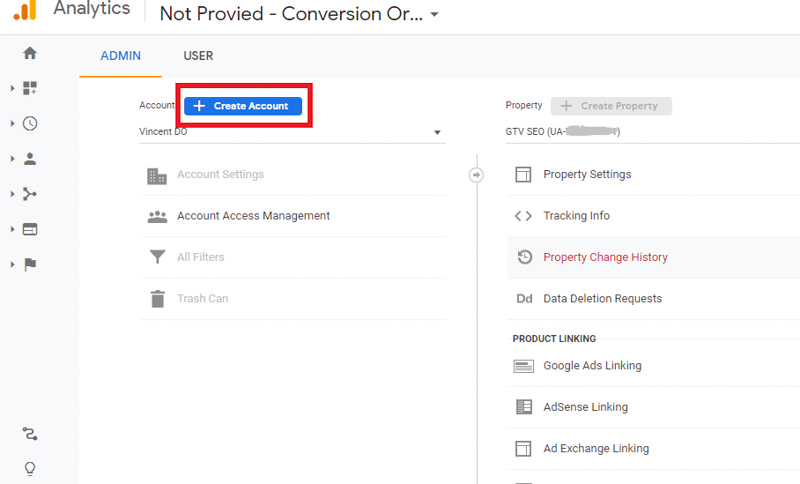 Analytics
Not Provied - Conversion Or...
ADMIN
USER
Account
+ Create Account
Property
+ Create Property
Vincent DO
GTV SEO (UA-
Account Settings
Property Settings
Account Access Management
<> Tracking Info
All Filters
Property Change History
Trash Can
Dd Data Deletion Requests
PRODUCT LINKING
Google Ads Linking
AdSense Linking
Ad Exchange Linking